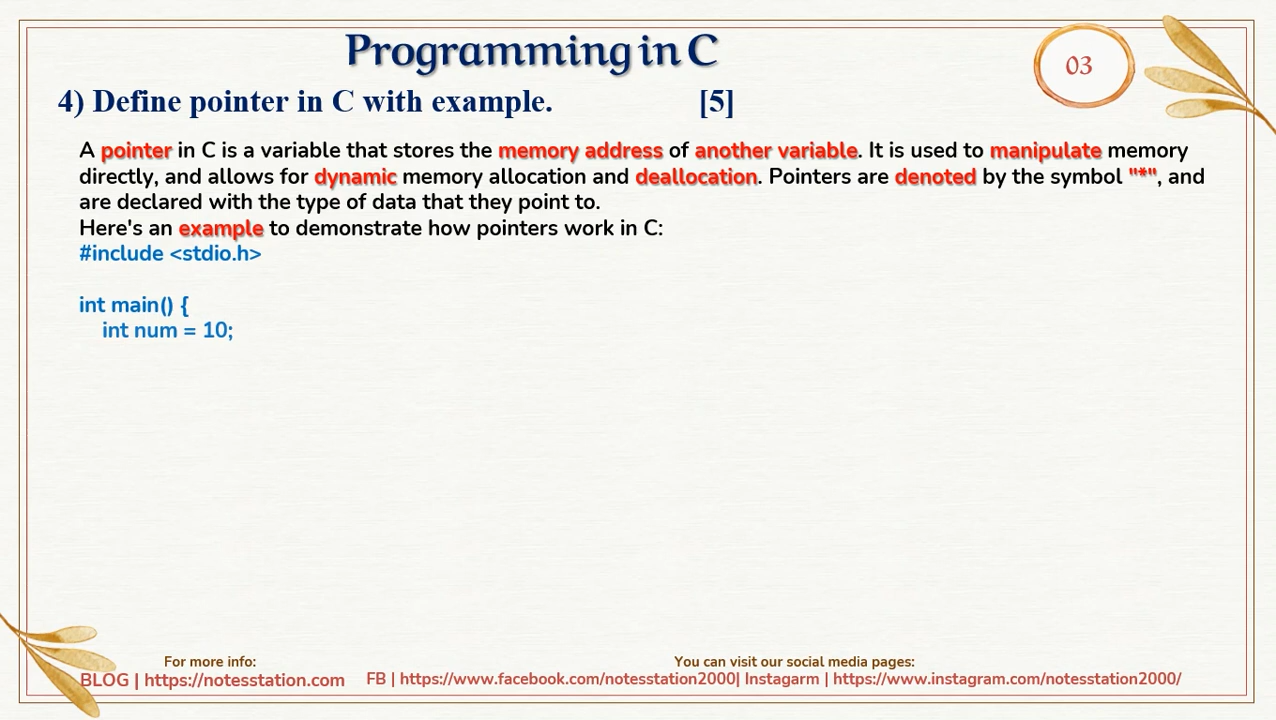 Programming in C
03
4) Define pointer in C with example. [5]
A pointer in C is a variable that stores the memory address of another variable. It is used to manipulate memory
directly, and allows for dynamic memory allocation and deallocation. Pointers are denoted by the symbol "*", and
are declared with the type of data that they point to.
Here's an example to demonstrate how pointers work in C:
#include <stdio.h>
int main() {
int num = 10;
For more info:
BLOG | https://notesstation.com
You can visit our social media pages:
FB | https://www.facebook.com/notesstation2000| Instagarm | https://www.instagram.com/notesstation2000/